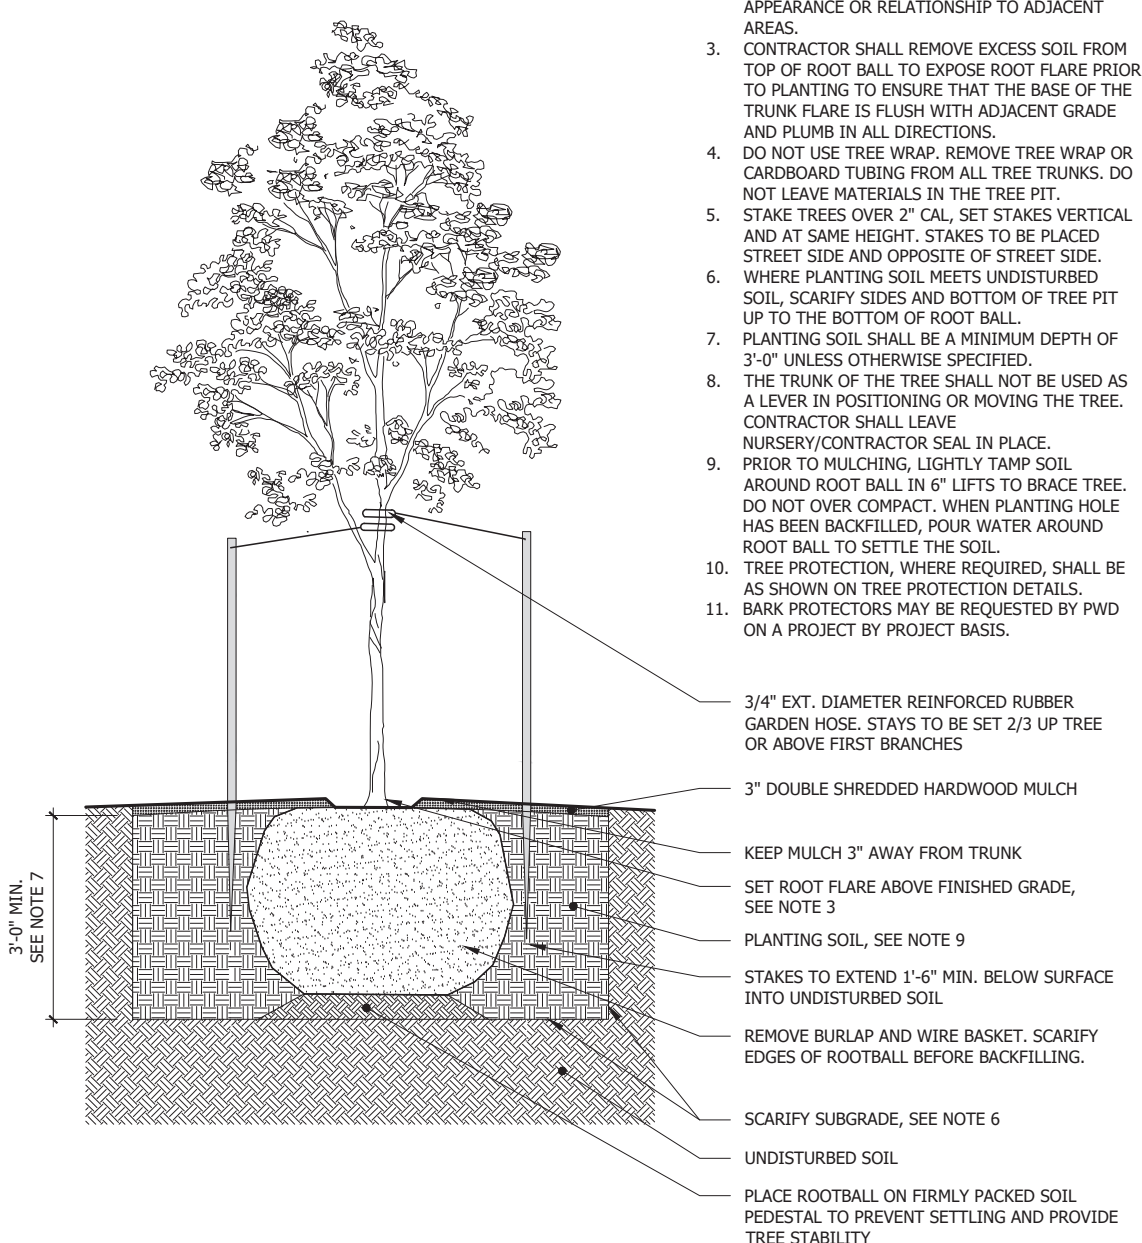 APPEARANCE OR RELATIONSHIP TO ADJACENT
AREAS.
3. CONTRACTOR SHALL REMOVE EXCESS SOIL FROM
TOP OF ROOT BALL TO EXPOSE ROOT FLARE PRIOR
TO PLANTING TO ENSURE THAT THE BASE OF THE
TRUNK FLARE IS FLUSH WITH ADJACENT GRADE
AND PLUMB IN ALL DIRECTIONS.
4. DO NOT USE TREE WRAP. REMOVE TREE WRAP OR
CARDBOARD TUBING FROM ALL TREE TRUNKS. DO
NOT LEAVE MATERIALS IN THE TREE PIT.
5. STAKE TREES OVER 2" CAL, SET STAKES VERTICAL
AND AT SAME HEIGHT. STAKES TO BE PLACED
STREET SIDE AND OPPOSITE OF STREET SIDE.
6. WHERE PLANTING SOIL MEETS UNDISTURBED
SOIL, SCARIFY SIDES AND BOTTOM OF TREE PIT
UP TO THE BOTTOM OF ROOT BALL.
7. PLANTING SOIL SHALL BE A MINIMUM DEPTH OF
3'-0" UNLESS OTHERWISE SPECIFIED.
8. THE TRUNK OF THE TREE SHALL NOT BE USED AS
A LEVER IN POSITIONING OR MOVING THE TREE.
CONTRACTOR SHALL LEAVE
NURSERY/CONTRACTOR SEAL IN PLACE.
9. PRIOR TO MULCHING, LIGHTLY TAMP SOIL
AROUND ROOT BALL IN 6" LIFTS TO BRACE TREE.
DO NOT OVER COMPACT. WHEN PLANTING HOLE
HAS BEEN BACKFILLED, POUR WATER AROUND
ROOT BALL TO SETTLE THE SOIL.
10. TREE PROTECTION, WHERE REQUIRED, SHALL BE
AS SHOWN ON TREE PROTECTION DETAILS.
11. BARK PROTECTORS MAY BE REQUESTED BY PWD
ON A PROJECT BY PROJECT BASIS.
3/4" EXT. DIAMETER REINFORCED RUBBER
GARDEN HOSE. STAYS TO BE SET 2/3 UP TREE
OR ABOVE FIRST BRANCHES
3" DOUBLE SHREDDED HARDWOOD MULCH
KEEP MULCH 3" AWAY FROM TRUNK
SET ROOT FLARE ABOVE FINISHED GRADE,
SEE NOTE 3
PLANTING SOIL, SEE NOTE 9
STAKES TO EXTEND 1'-6" MIN. BELOW SURFACE
INTO UNDISTURBED SOIL
REMOVE BURLAP AND WIRE BASKET. SCARIFY
EDGES OF ROOTBALL BEFORE BACKFILLING.
SCARIFY SUBGRADE, SEE NOTE 6
UNDISTURBED SOIL
PLACE ROOTBALL ON FIRMLY PACKED SOIL
PEDESTAL TO PREVENT SETTLING AND PROVIDE
TREE STABILITY
3'-0" MIN.
SEE NOTE 7